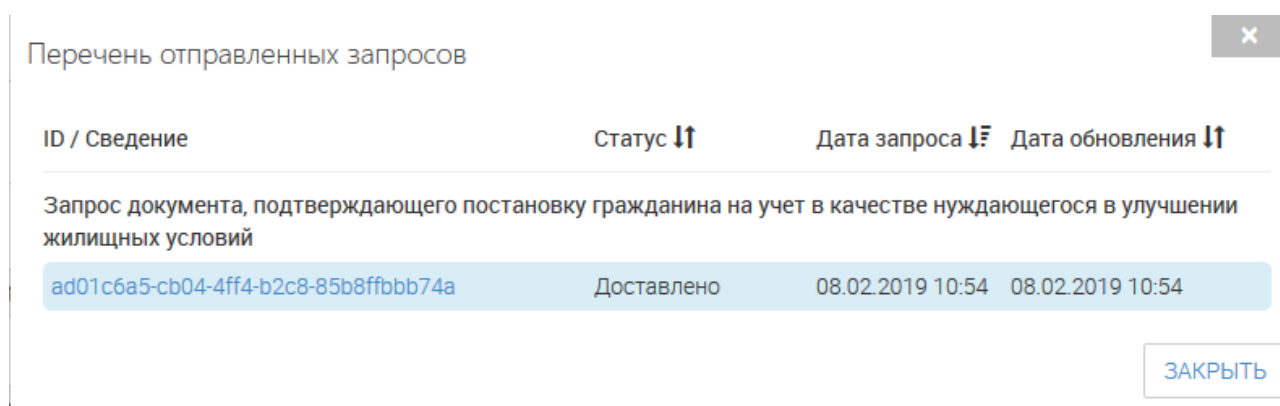 Перечень отправленных запросов
ID / Сведение Статус Дата запроса Дата обновления
Запрос документа, подтверждающего постановку гражданина на учет в качестве нуждающегося в улучшении
жилищных условий
ad01c6a5-cb04-4ff4-b2c8-85b8ffbbb74a Доставлено 08.02.2019 10:54 08.02.2019 10:54
ЗАКРЫТЬ